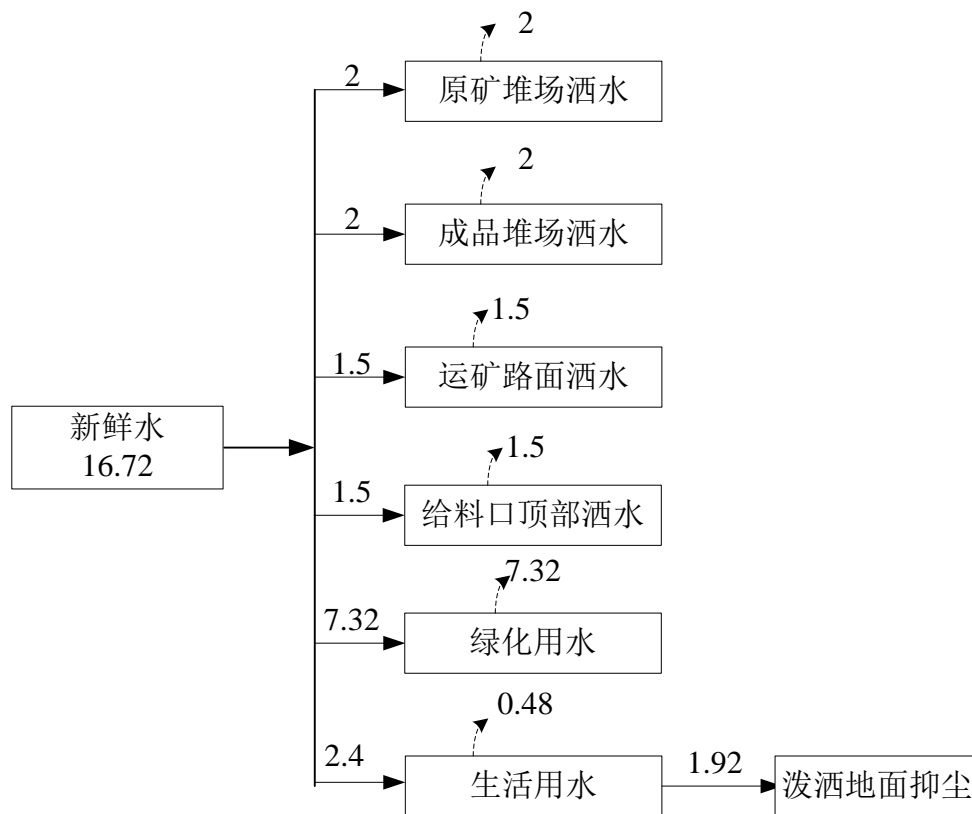 2
2
原矿堆场洒水
2
2
成品堆场洒水
1.5
1.5
运矿路面洒水
新鲜水
16.72
1.5
1.5
给料口顶部洒水
7.32
7.32
绿化用水
0.48
2.4
生活用水
1.92
泼洒地面抑尘